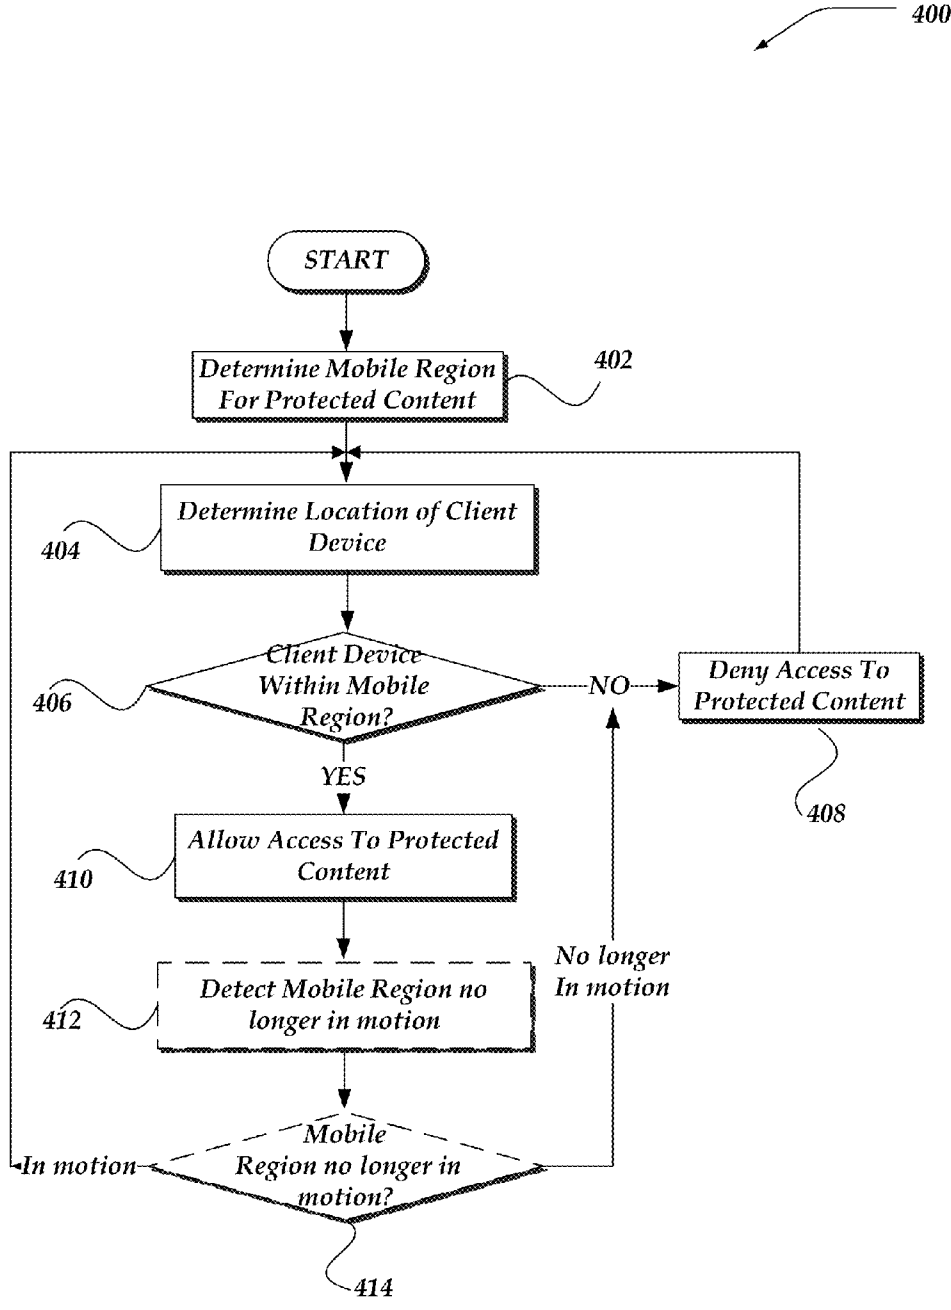 400
START
Determine Mobile Region
For Protected Content
402
Determine Location of Client
Device
404
Client Device
Within Mobile
Region?
406
NO
Deny Access To
Protected Content
408
YES
Allow Access To Protected
Content
410
No longer
In motion
Detect Mobile Region no
longer in motion
412
Mobile
Region no longer in
motion?
In motion
414